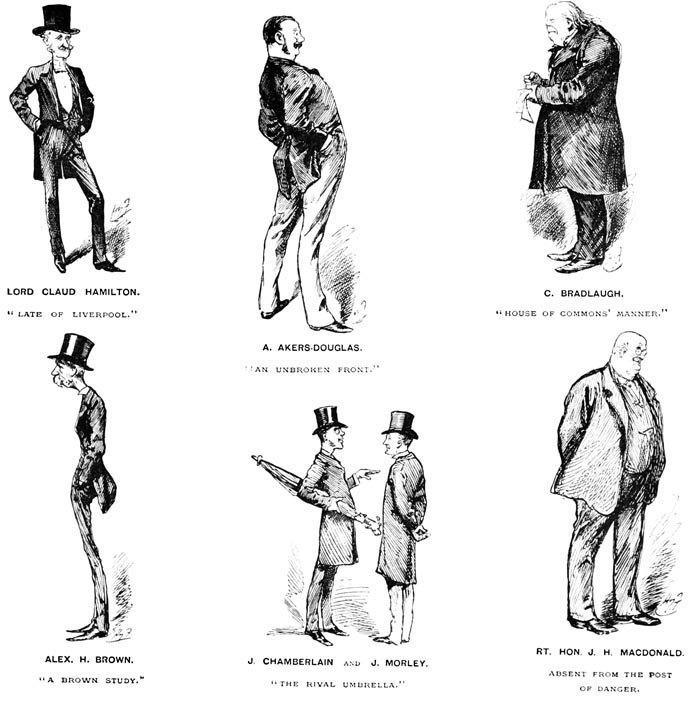 LORD CLAUD HAMILTON.
"LATE OF LIVERPOOL."
A. AKERS-DOUGLAS.
"AN UNBROKEN FRONT."
C. BRADLAUGH.
"HOUSE OF COMMONS' MANNER."
ALEX. H. BROWN.
"A BROWN STUDY."
J. CHAMBERLAIN AND J. MORLEY.
"THE RIVAL UMBRELLA."
RT. HON. J. H. MACDONALD.
ABSENT FROM THE POST
OF DANGER.